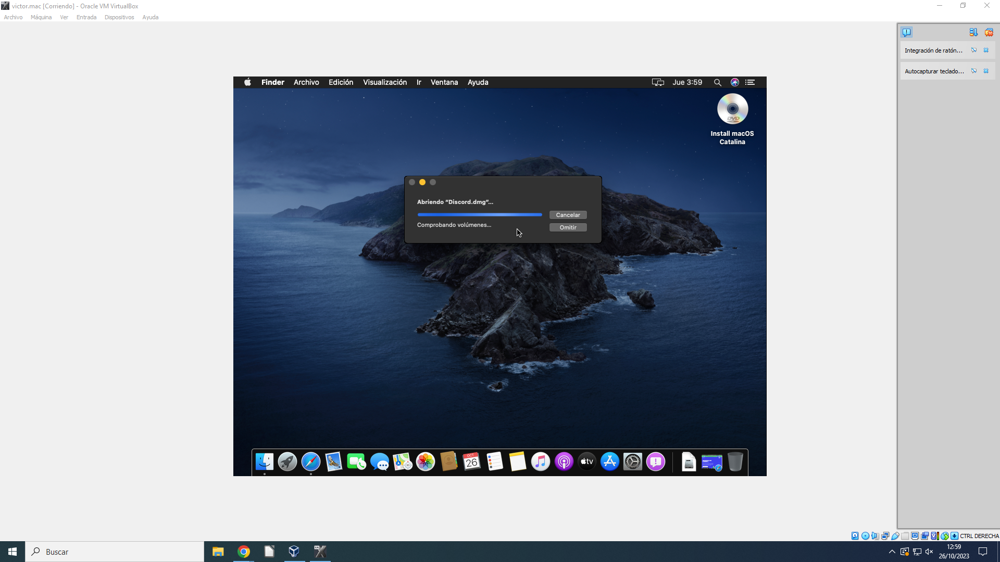 victor.mac [Corriendo] - Oracle VM VirtualBox
Archivo Máquina Ver Entrada Dispositivos Ayuda
Integración de ratón...
Autocapturar teclado...
Finder Archivo Edición Visualización Ir Ventana Ayuda Jue 3:59
DVD
Install macOS
Catalina
Abriendo “Discord.dmg”...
Cancelar
Comprobando volúmenes...
Omitir
OCT
26
tv
CTRL DERECHA
Buscar
64
12:59
26/10/2023